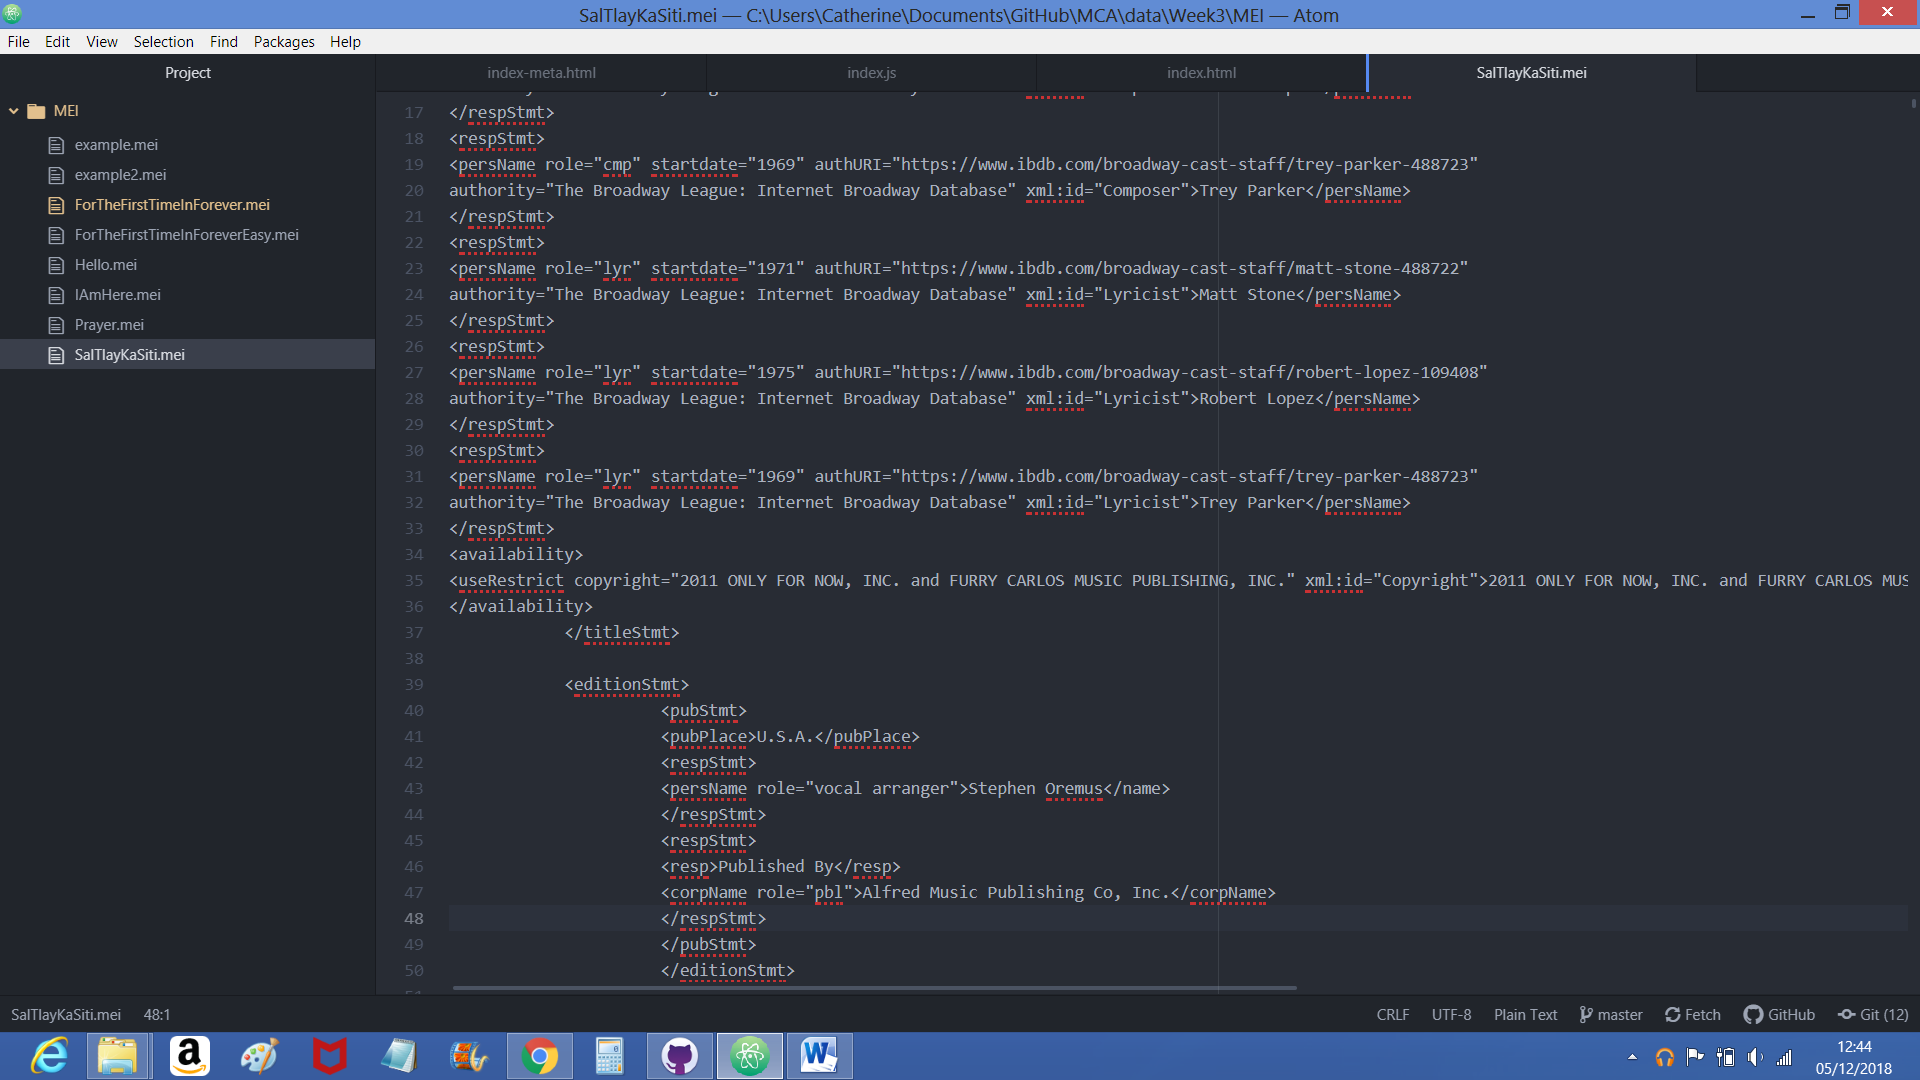 SalTlayKaSiti.mei — C:\Users\Catherine\Documents\GitHub\MCA\data\Week3\MEI — Atom
File Edit View Selection Find Packages Help
Project
index-meta.html
index.js
index.html
SalTlayKaSiti.mei
MEI
example.mei
example2.mei
ForTheFirstTimeInForever.mei
ForTheFirstTimeInForeverEasy.mei
Hello.mei
IAmHere.mei
Prayer.mei
SalTlayKaSiti.mei
17 </respStmt>
18 <respStmt>
19 <persName role="cmp" startdate="1969" authURI="https://www.ibdb.com/broadway-cast-staff/trey-parker-488723"
20 authority="The Broadway League: Internet Broadway Database" xml:id="Composer">Trey Parker</persName>
21 </respStmt>
22 <respStmt>
23 <persName role="lyr" startdate="1971" authURI="https://www.ibdb.com/broadway-cast-staff/matt-stone-488722"
24 authority="The Broadway League: Internet Broadway Database" xml:id="Lyricist">Matt Stone</persName>
25 </respStmt>
26 <respStmt>
27 <persName role="lyr" startdate="1975" authURI="https://www.ibdb.com/broadway-cast-staff/robert-lopez-109408"
28 authority="The Broadway League: Internet Broadway Database" xml:id="Lyricist">Robert Lopez</persName>
29 </respStmt>
30 <respStmt>
31 <persName role="lyr" startdate="1969" authURI="https://www.ibdb.com/broadway-cast-staff/trey-parker-488723"
32 authority="The Broadway League: Internet Broadway Database" xml:id="Lyricist">Trey Parker</persName>
33 </respStmt>
34 <availability>
35 <useRestrict copyright="2011 ONLY FOR NOW, INC. and FURRY CARLOS MUSIC PUBLISHING, INC." xml:id="Copyright">2011 ONLY FOR NOW, INC. and FURRY CARLOS MUS
36 </availability>
37 </titleStmt>
38
39 <editionStmt>
40 <pubStmt>
41 <pubPlace>U.S.A.</pubPlace>
42 <respStmt>
43 <persName role="vocal arranger">Stephen Oremus</name>
44 </respStmt>
45 <respStmt>
46 <resp>Published By</resp>
47 <corpName role="pbl">Alfred Music Publishing Co, Inc.</corpName>
48 </respStmt>
49 </pubStmt>
50 </editionStmt>
SalTlayKaSiti.mei 48:1 CRLF UTF-8 Plain Text master Fetch GitHub Git (12)
12:44
05/12/2018